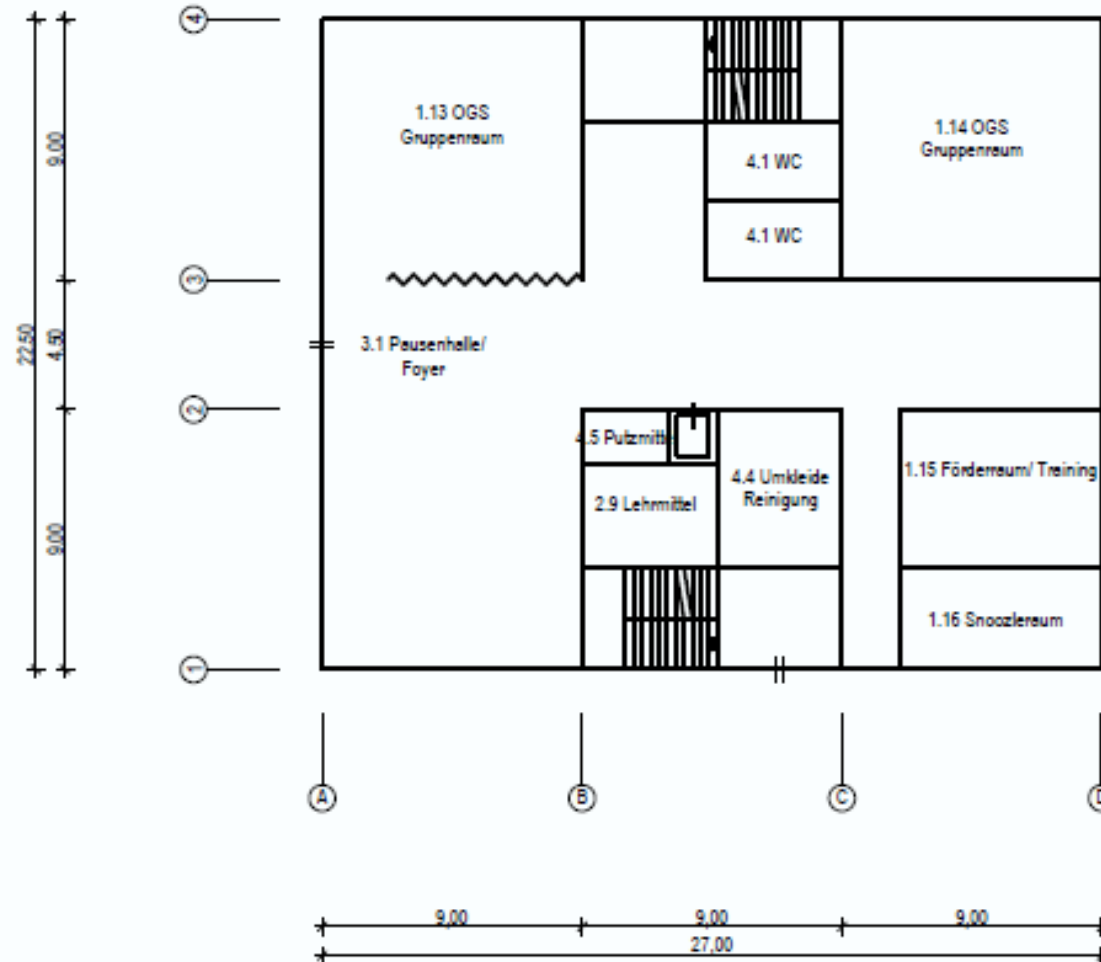 4
1.13 OGS
Gruppenraum
1.14 OGS
Gruppenraum
9.00
4.1 WC
4.1 WC
3
22.50
4.50
3.1 Pausenhalle/
Foyer
2
4.5 Putzmitte
4.4 Umkleide
Reinigung
1.15 Förderraum/ Training
2.9 Lehrmittel
9.00
1.16 Snoozleraum
1
A
B
C
D
9,00
9,00
9,00
27,00